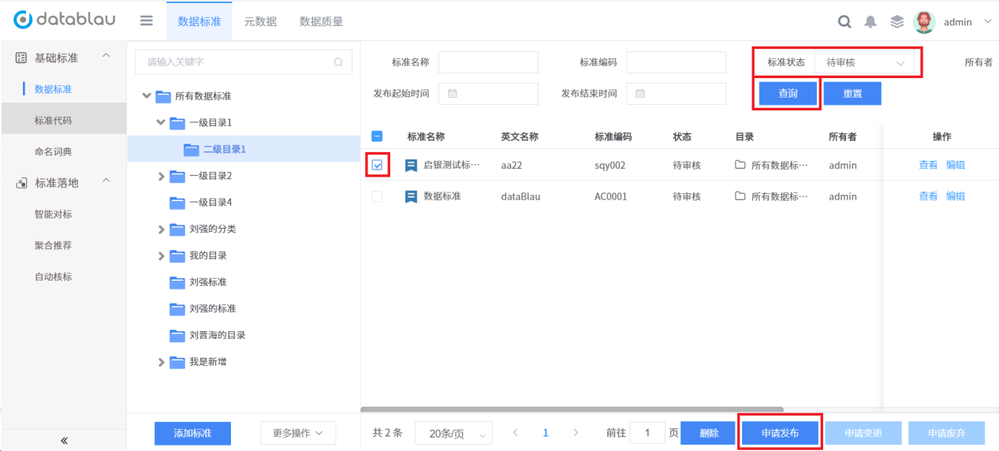 datablau
数据标准
元数据
数据质量
admin
基础标准
数据标准
标准代码
命名词典
标准落地
智能对标
聚合推荐
自动核标
请输入关键字
所有数据标准
一级目录1
二级目录1
一级目录2
一级目录4
刘强的分类
我的目录
刘强标准
刘强的标准
刘晋海的目录
我是新增
添加标准
更多操作
标准名称
标准编码
标准状态 待审核
所有者
发布起始时间
发布结束时间
查询
重置
标准名称 英文名称 标准编码 状态 目录 所有者 操作
启银测试标··· aa22 sqy002 待审核 所有数据标··· admin 查看 编辑
数据标准 dataBlau AC0001 待审核 所有数据标··· admin 查看 编辑
共 2 条 20条/页 1 前往 1 页 删除 申请发布 申请变更 申请废弃